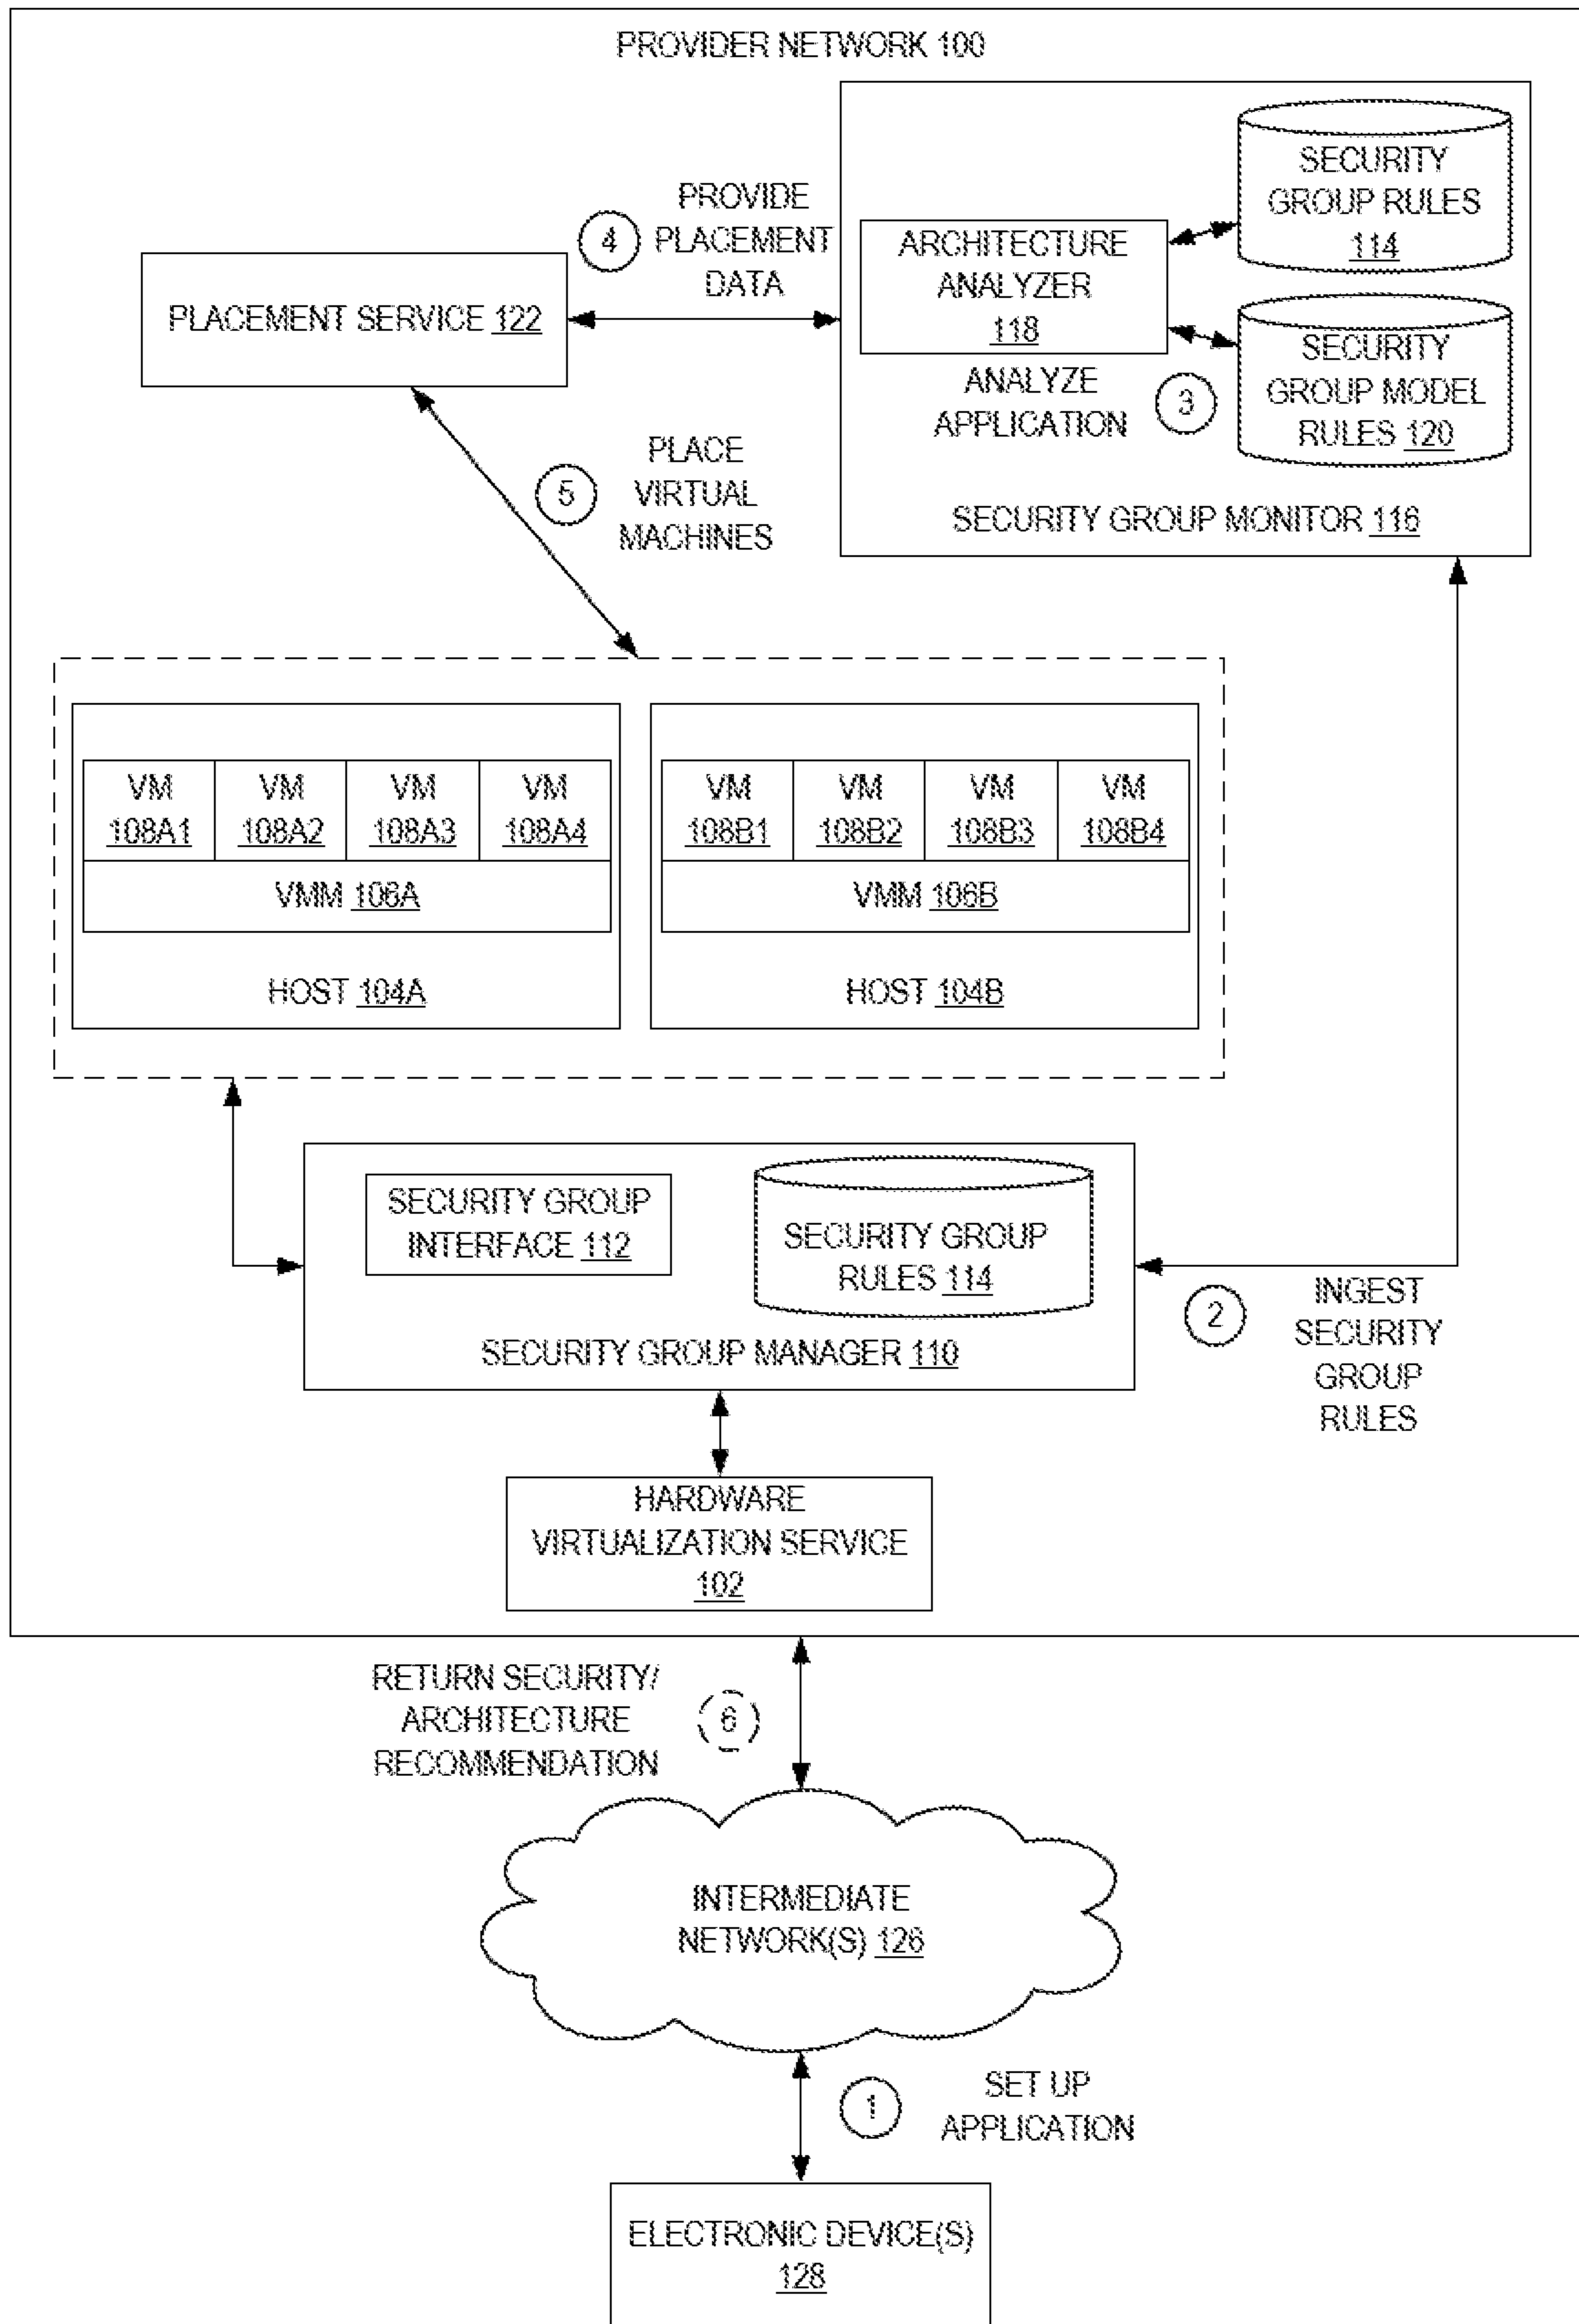 PROVIDER NETWORK 100
SECURITY
GROUP RULES
114
ARCHITECTURE
ANALYZER
118
SECURITY
GROUP MODEL
RULES 120
ANALYZE
APPLICATION
3
SECURITY GROUP MONITOR 116
4
PROVIDE
PLACEMENT
DATA
PLACEMENT SERVICE 122
5
PLACE
VIRTUAL
MACHINES
VM
108A1
VM
108A2
VM
108A3
VM
108A4
VMM 106A
HOST 104A
VM
108B1
VM
108B2
VM
108B3
VM
108B4
VMM 106B
HOST 104B
SECURITY GROUP
INTERFACE 112
SECURITY GROUP
RULES 114
SECURITY GROUP MANAGER 110
2
INGEST
SECURITY
GROUP
RULES
HARDWARE
VIRTUALIZATION SERVICE
102
RETURN SECURITY/
ARCHITECTURE
RECOMMENDATION
6
INTERMEDIATE
NETWORK(S) 126
1
SET UP
APPLICATION
ELECTRONIC DEVICE(S)
128